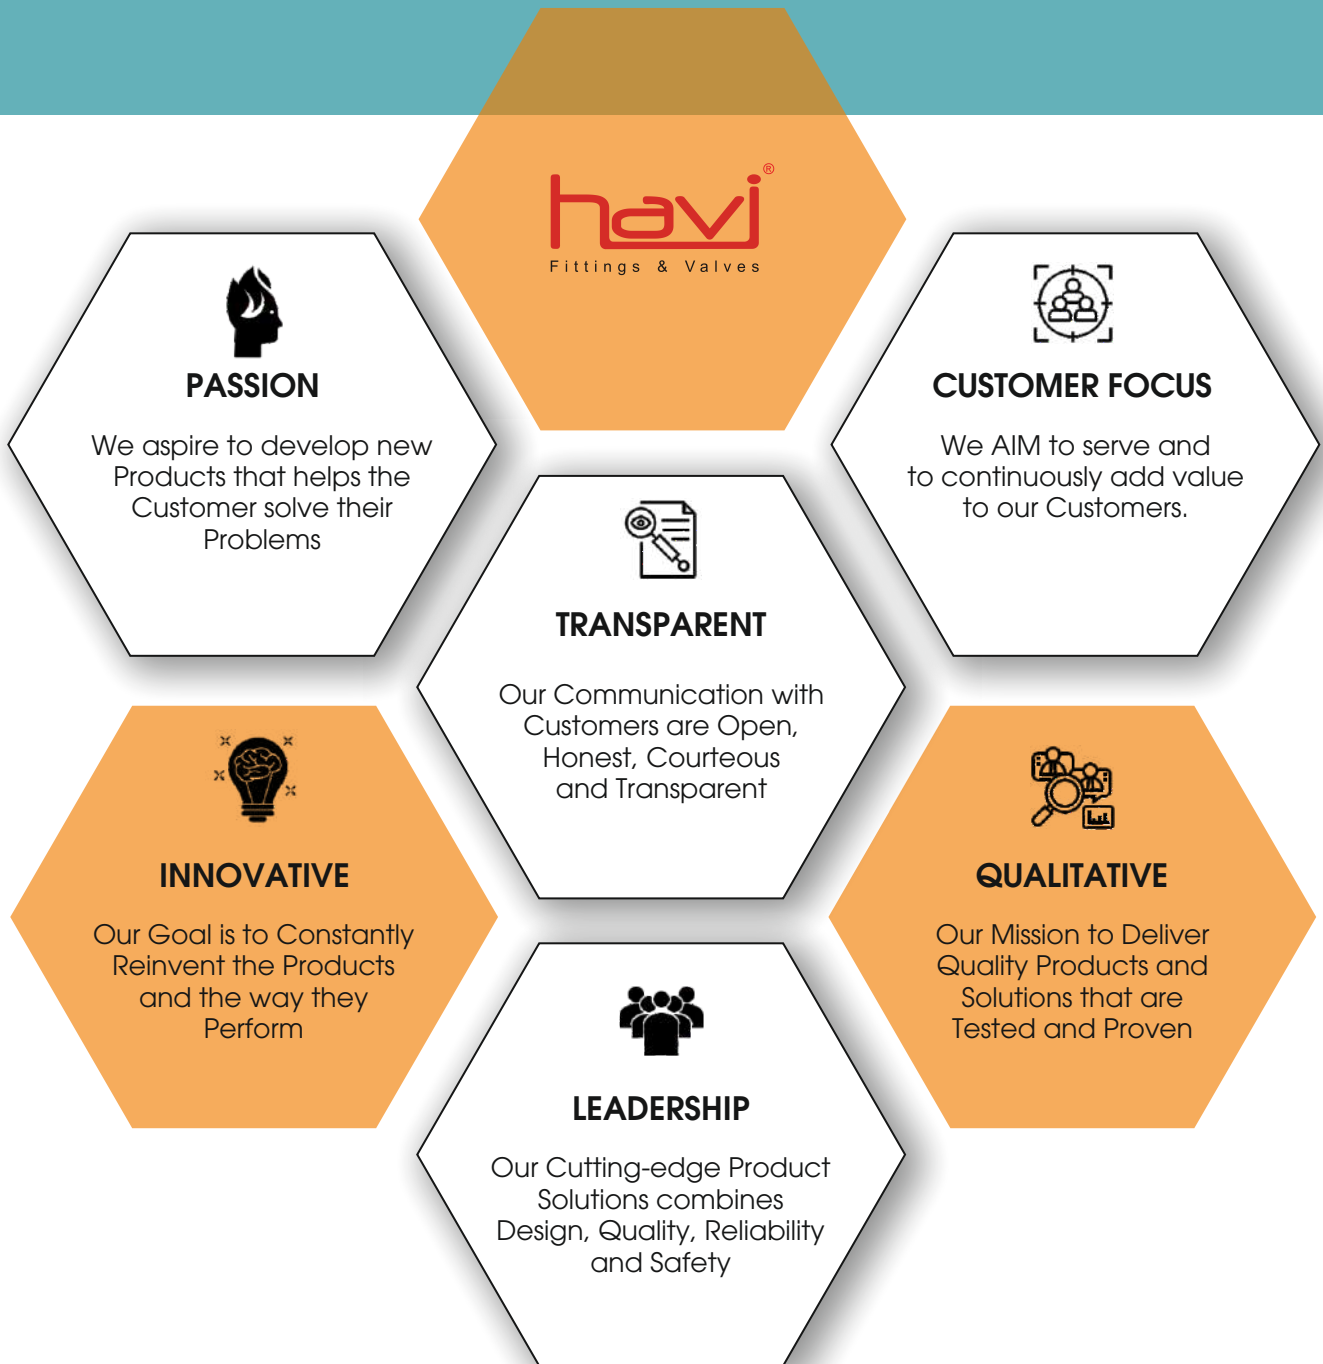 havi®
Fittings & Valves
PASSION
We aspire to develop new
Products that helps the
Customer solve their
Problems
CUSTOMER FOCUS
We AIM to serve and
to continuously add value
to our Customers.
TRANSPARENT
Our Communication with
Customers are Open,
Honest, Courteous
and Transparent
INNOVATIVE
Our Goal is to Constantly
Reinvent the Products
and the way they
Perform
QUALITATIVE
Our Mission to Deliver
Quality Products and
Solutions that are
Tested and Proven
LEADERSHIP
Our Cutting-edge Product
Solutions combines
Design, Quality, Reliability
and Safety